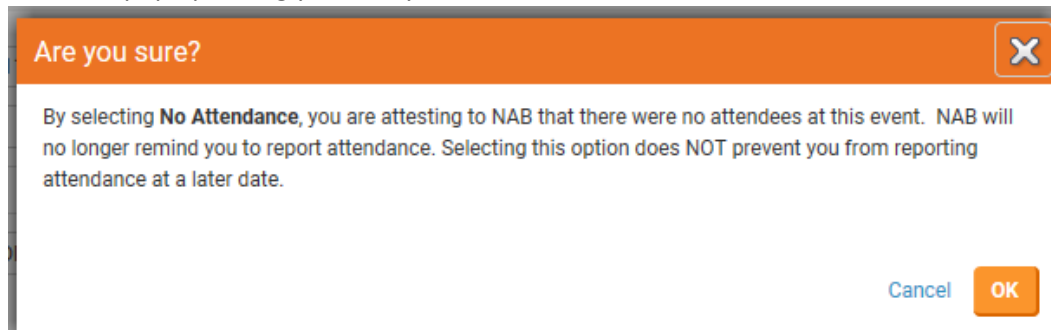 Are you sure?
By selecting No Attendance, you are attesting to NAB that there were no attendees at this event.  NAB will
no longer remind you to report attendance. Selecting this option does NOT prevent you from reporting
attendance at a later date.
Cancel
OK